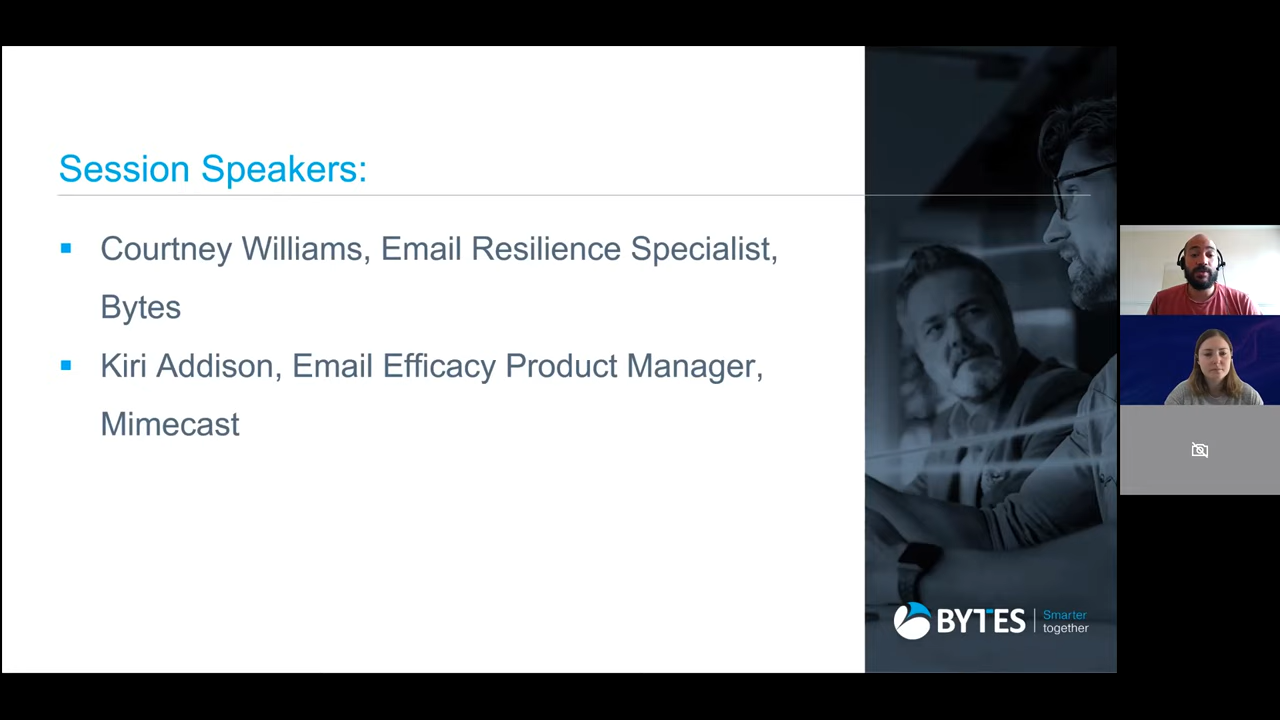 Session Speakers:
Courtney Williams, Email Resilience Specialist,
Bytes
Kiri Addison, Email Efficacy Product Manager,
Mimecast
BYTES
Smarter
together